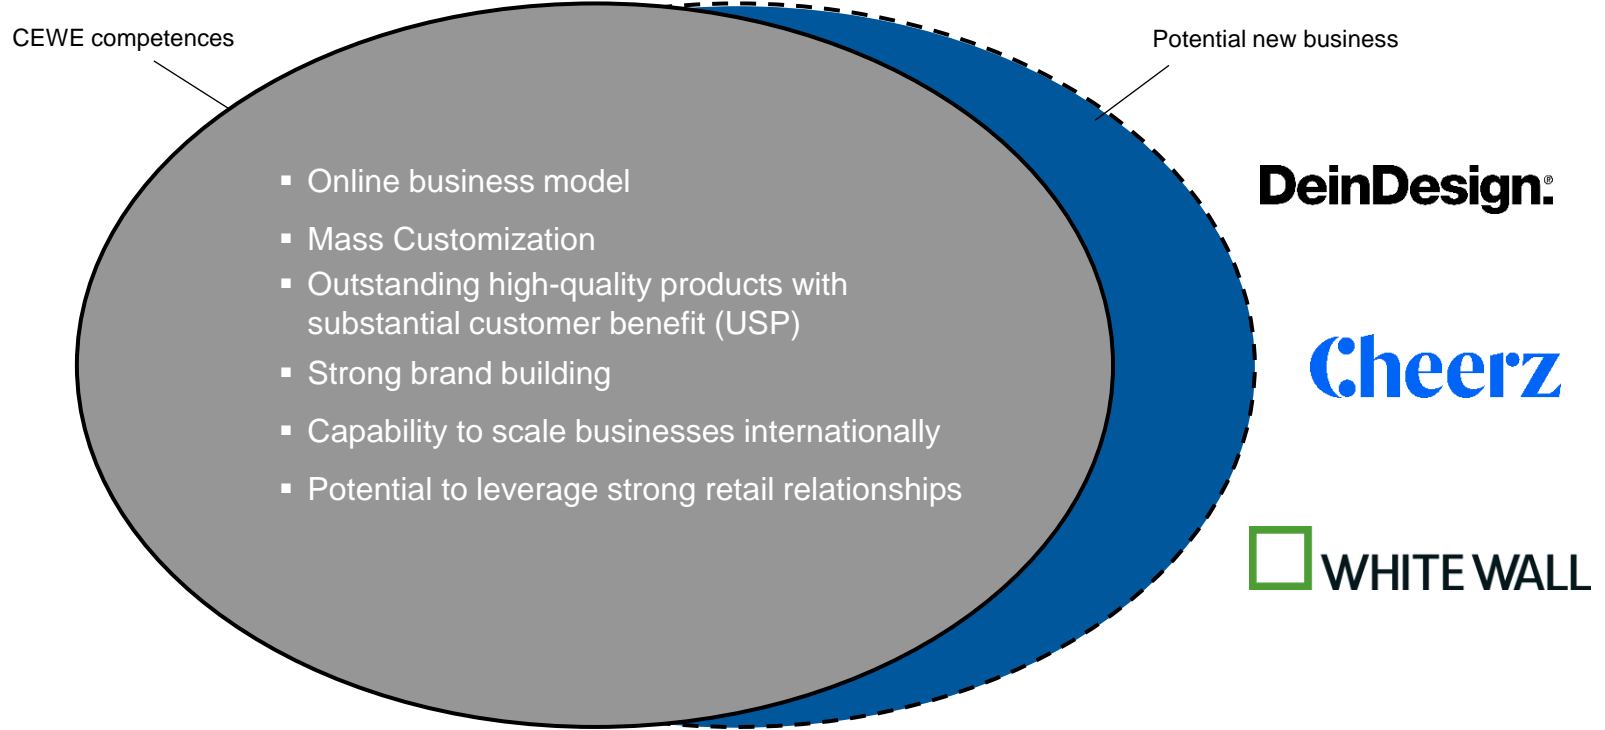 CEWE competences
Potential new business
▪ Online business model
▪ Mass Customization
▪ Outstanding high-quality products with
substantial customer benefit (USP)
▪ Strong brand building
▪ Capability to scale businesses internationally
▪ Potential to leverage strong retail relationships
DeinDesign.®
Cheerz
WHITE WALL